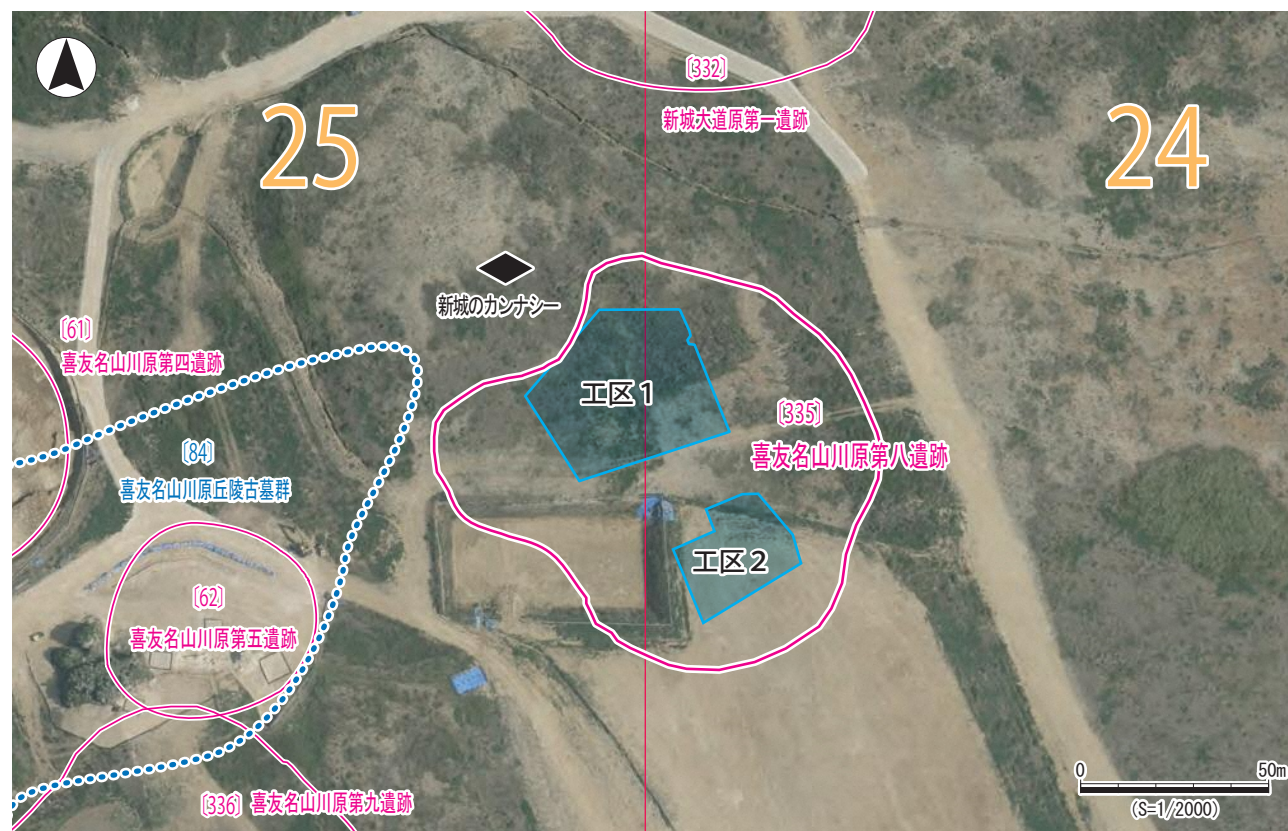 25
24
[332]
新城大道原第一遺跡
新城のカンナシー
[61]
喜友名山川原第四遺跡
工区1
[335]
喜友名山川原第八遺跡
[84]
喜友名山川原丘陵古墓群
工区2
[62]
喜友名山川原第五遺跡
[336] 喜友名山川原第九遺跡
0 50m
(S=1/2000)